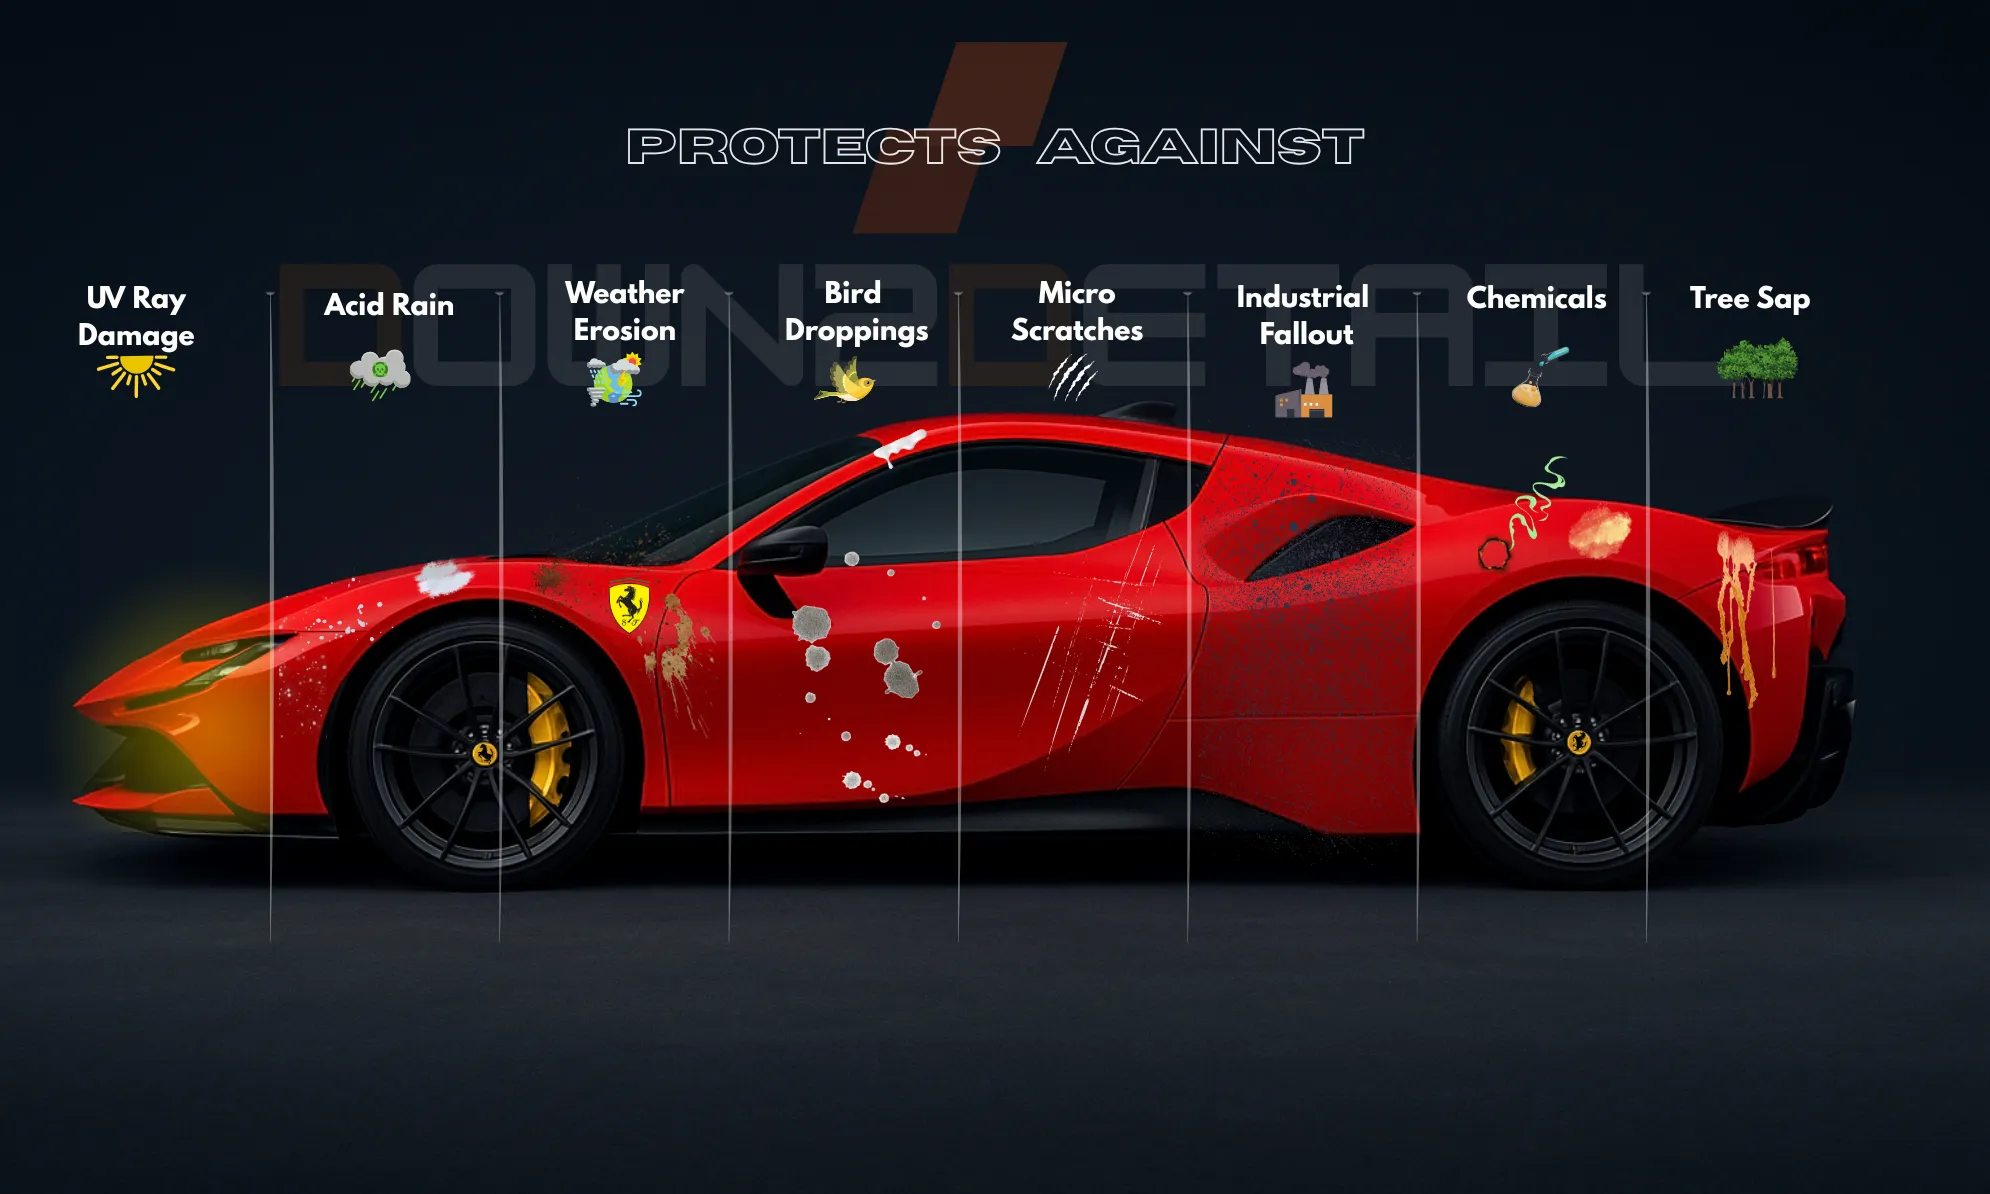 PROTECTS AGAINST
DOWN2DETAIL
UV Ray
Damage
Acid Rain
Weather
Erosion
Bird
Droppings
Micro
Scratches
Industrial
Fallout
Chemicals
Tree Sap
S F